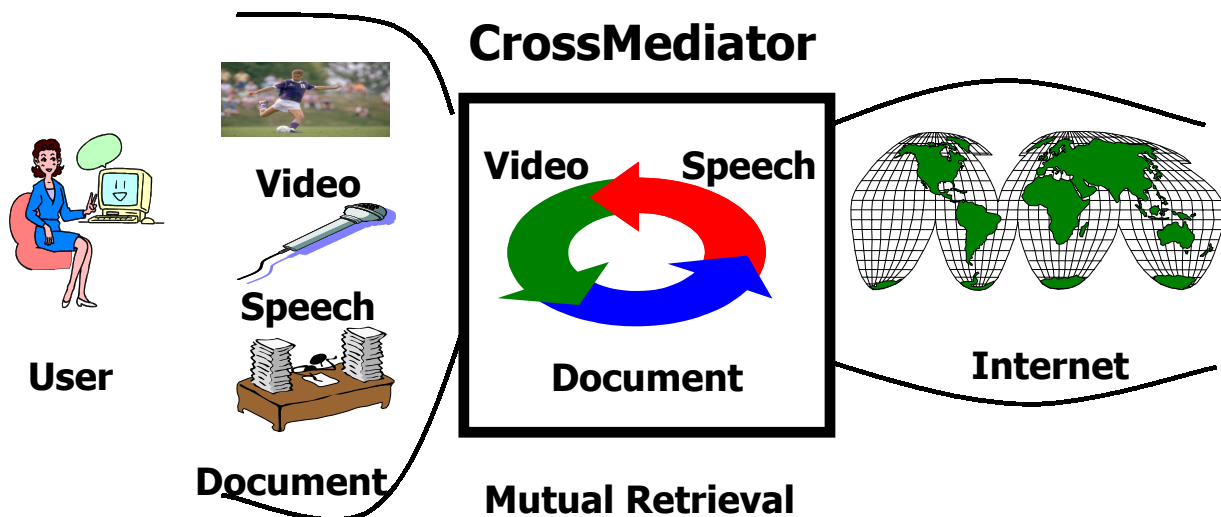 CrossMediator
Video
Speech
Document
User
Video
Speech
Document
Mutual Retrieval
Internet